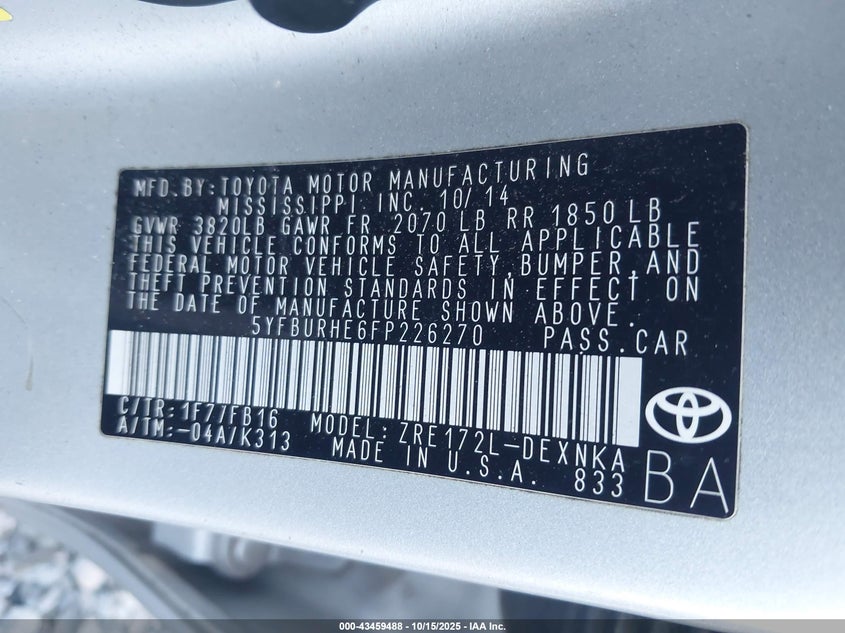 MFD.BY:TOYOTA MOTOR MANUFACTURING
MISSISSIPPI, INC. 10/14
GVWR 3820LB GAWR FR 2070 LB RR 1850 LB
THIS VEHICLE CONFORMS TO ALL APPLICABLE
FEDERAL MOTOR VEHICLE SAFETY,BUMPER,AND
THEFT PREVENTION STANDARDS IN EFFECT ON
THE DATE OF MANUFACTURE SHOWN ABOVE.
5YFBURHE6FP226270 PASS.CAR
C/TR:1F7/FB16 MODEL:ZRE172L-DEXNKA
A/TM:-04A/K313 MADE IN U.S.A. 833
BA
000-43459488 - 10/15/2025 - IAA Inc.